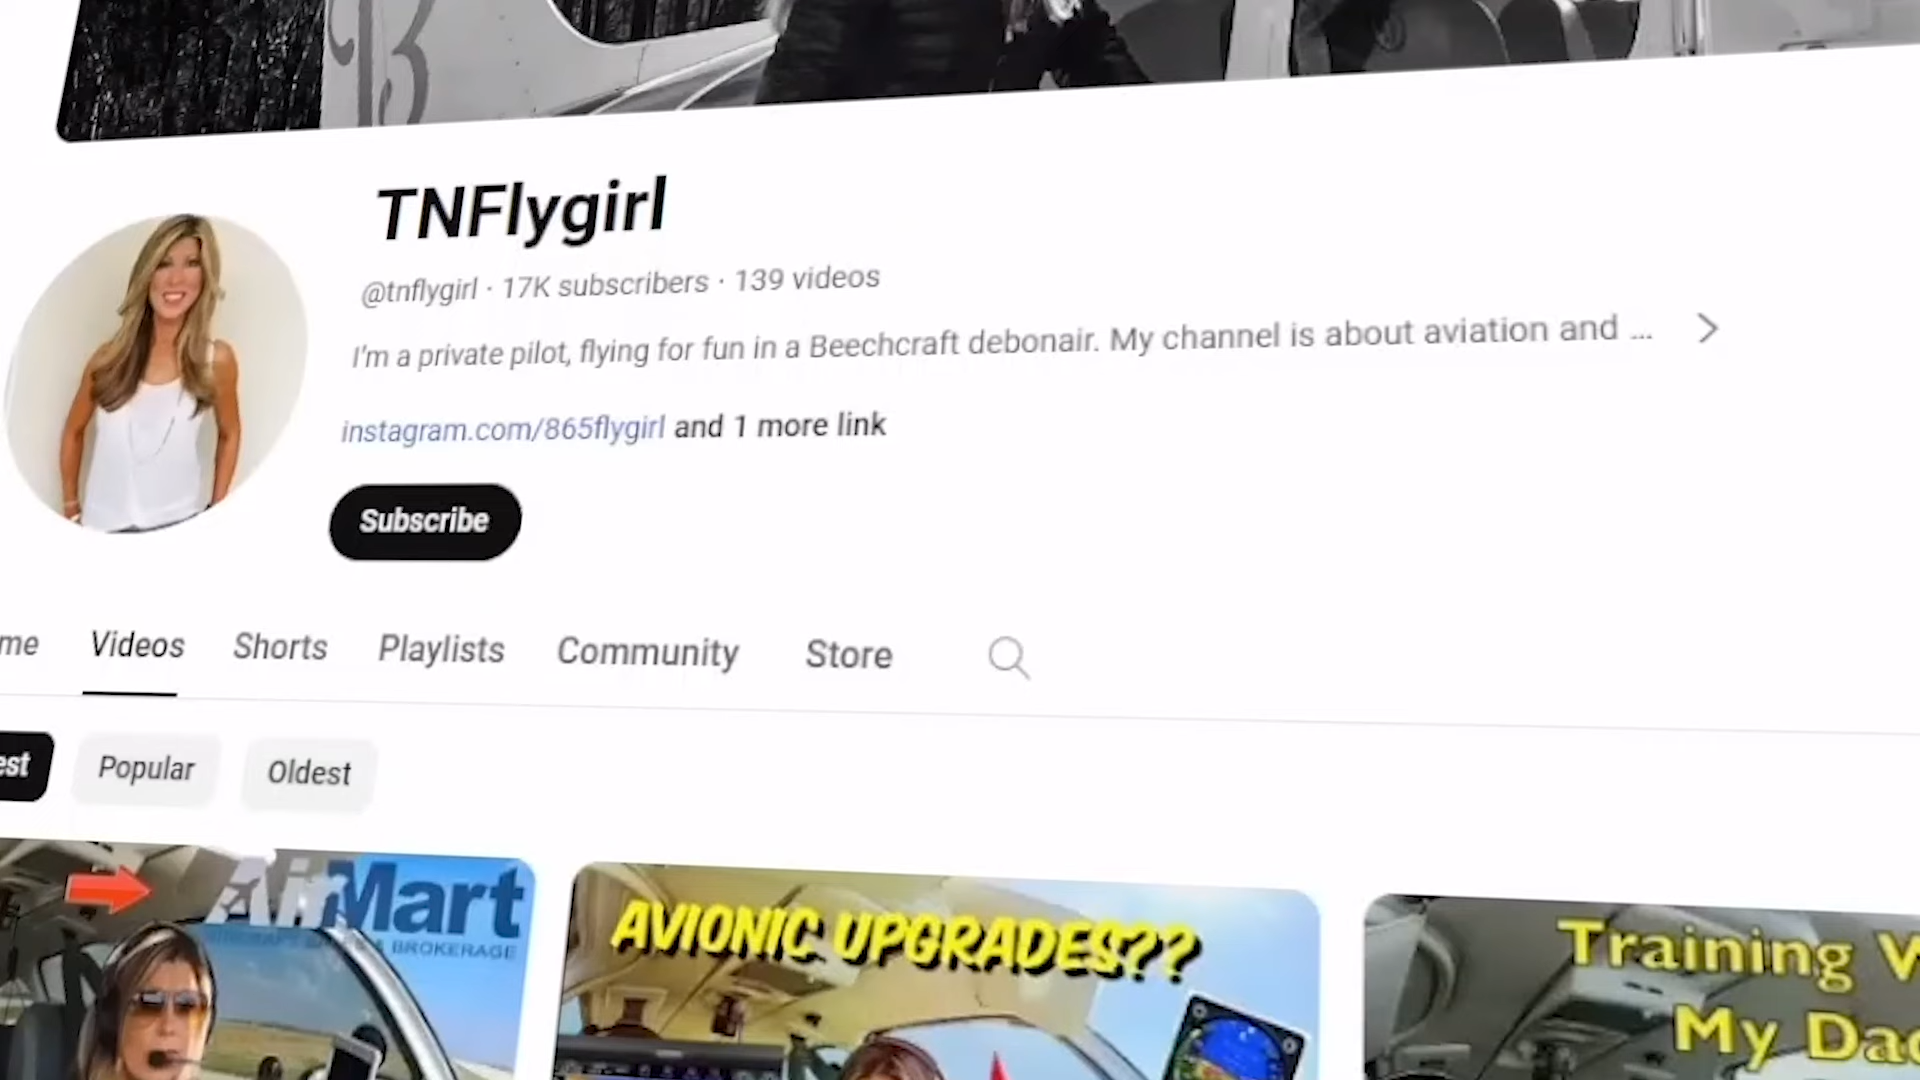 TNFlygirl
@tnflygirl · 17K subscribers · 139 videos
I'm a private pilot, flying for fun in a Beechcraft debonair. My channel is about aviation and ...
instagram.com/865flygirl and 1 more link
Subscribe
me Videos Shorts Playlists Community Store
est Popular Oldest
AirMart
& BROKERAGE
AVIONIC UPGRADES??
Training W
My Dad